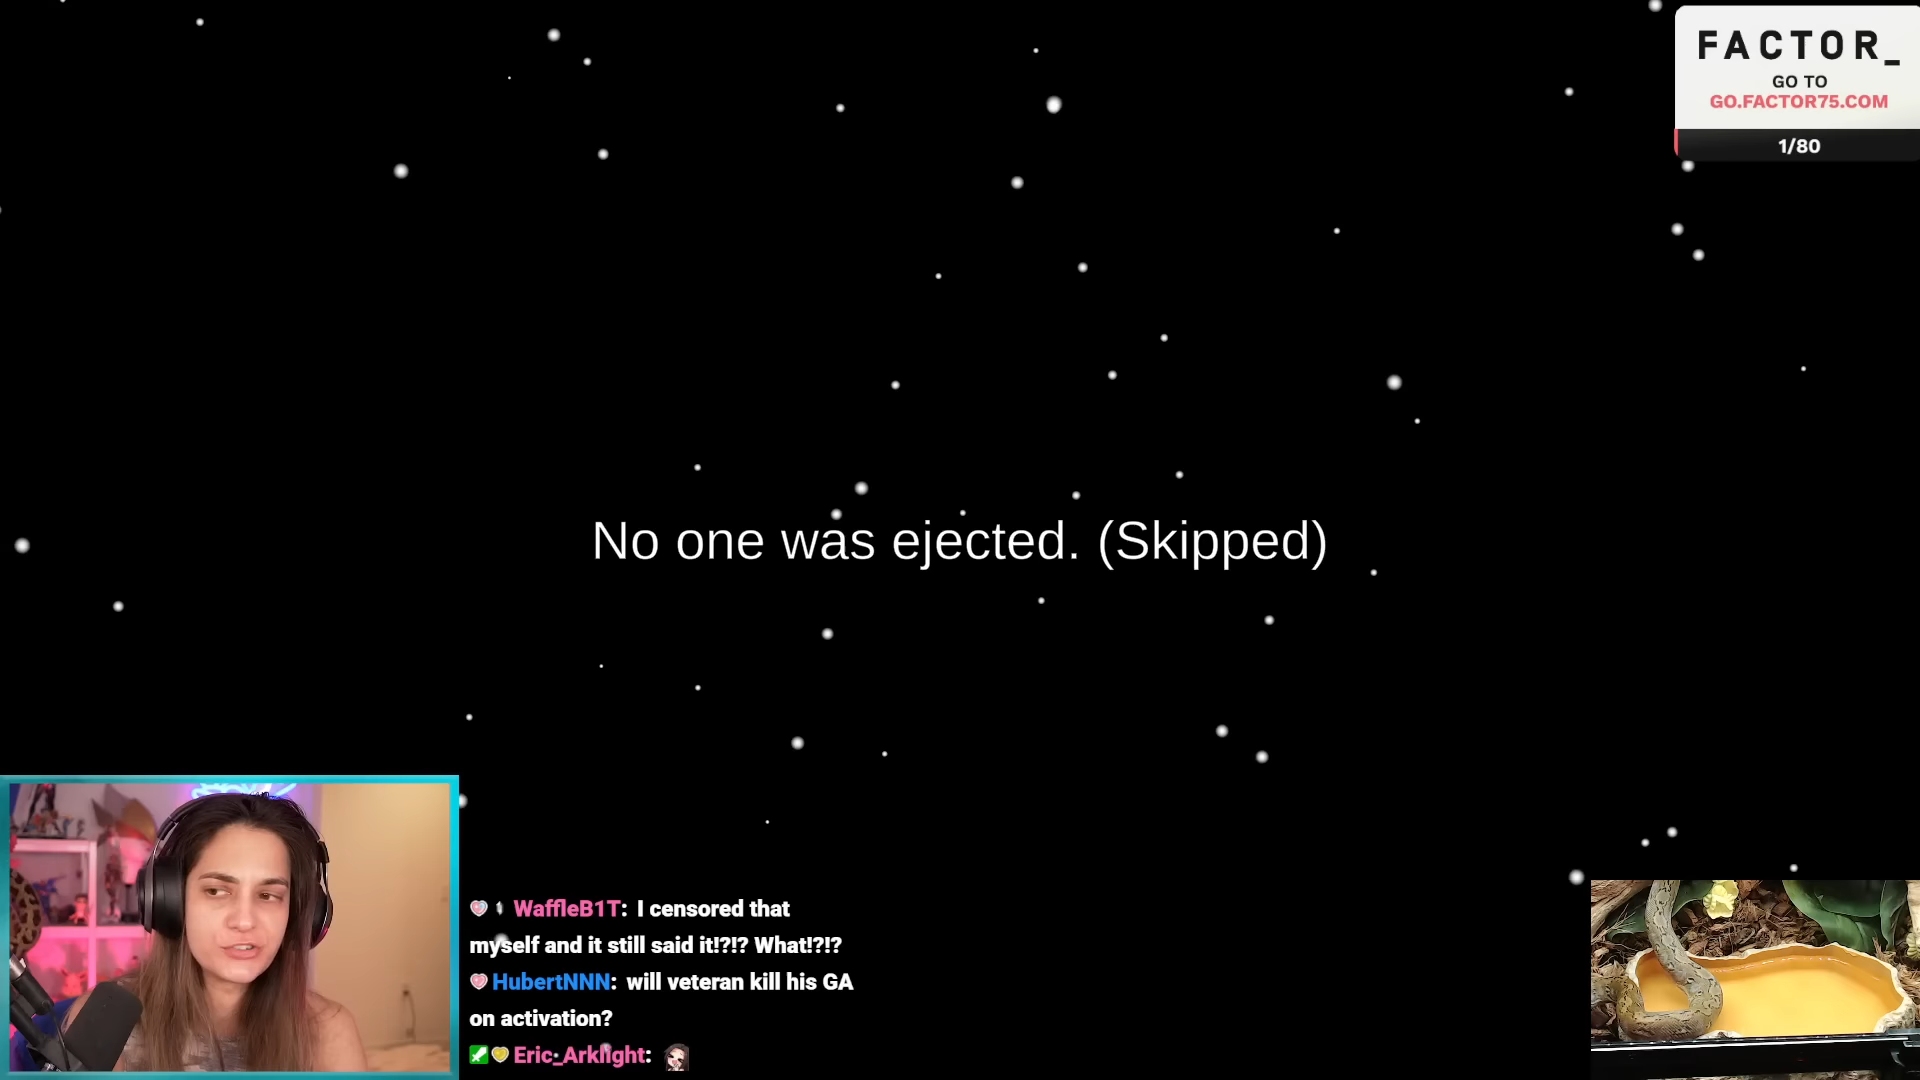 FACTOR_
GO TO
GO.FACTOR75.COM
1/80
No one was ejected. (Skipped)
WaffleB1T: I censored that
myself and it still said it!?!? What!?!?
HubertNNN: will veteran kill his GA
on activation?
Eric_Arklight: